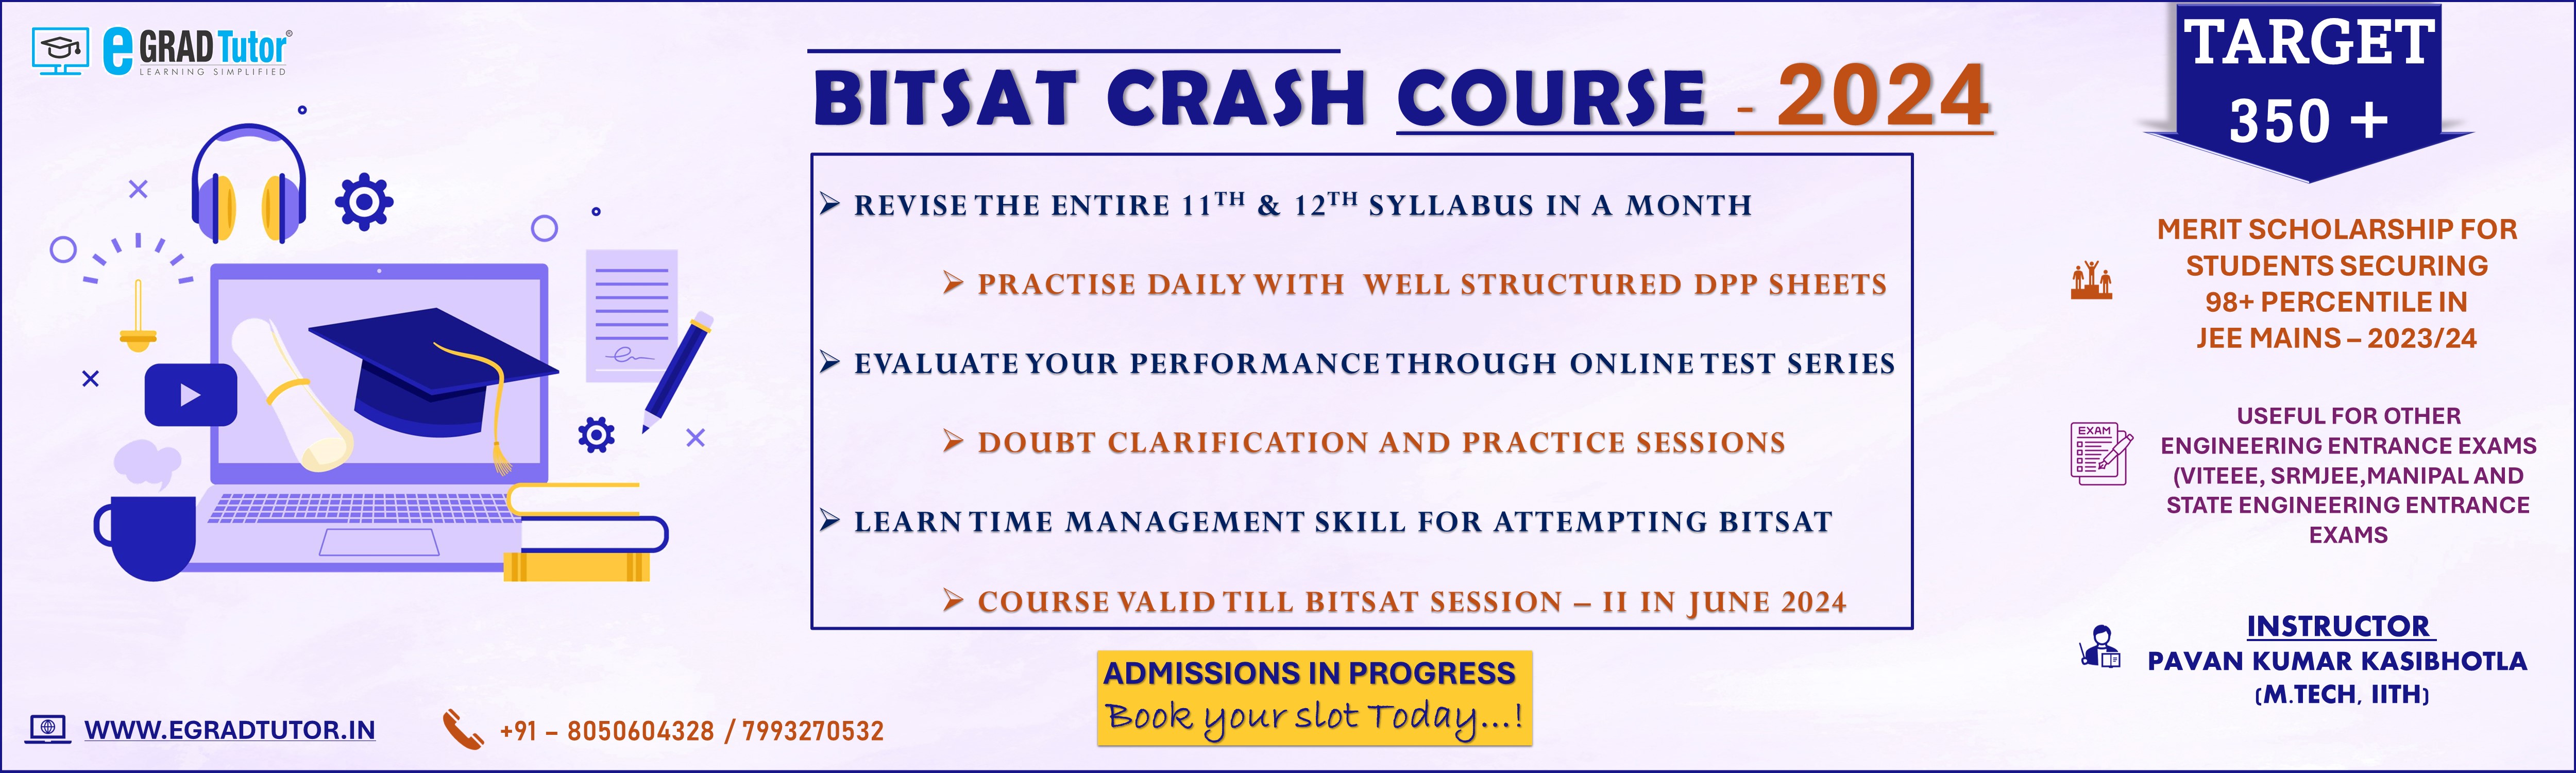 e GRAD Tutor®
LEARNING SIMPLIFIED
BITSAT CRASH COURSE - 2024
➢ REVISE THE ENTIRE 11TH & 12TH SYLLABUS IN A MONTH
➢ PRACTISE DAILY WITH WELL STRUCTURED DPP SHEETS
➢ EVALUATE YOUR PERFORMANCE THROUGH ONLINE TEST SERIES
➢ DOUBT CLARIFICATION AND PRACTICE SESSIONS
➢ LEARN TIME MANAGEMENT SKILL FOR ATTEMPTING BITSAT
➢ COURSE VALID TILL BITSAT SESSION – II IN JUNE 2024
ADMISSIONS IN PROGRESS
Book your slot Today...!
WWW.EGRADTUTOR.IN
+91 – 8050604328 / 7993270532
TARGET
350 +
MERIT SCHOLARSHIP FOR
STUDENTS SECURING
98+ PERCENTILE IN
JEE MAINS – 2023/24
EXAM
USEFUL FOR OTHER
ENGINEERING ENTRANCE EXAMS
(VITEEE, SRMJEE,MANIPAL AND
STATE ENGINEERING ENTRANCE
EXAMS
INSTRUCTOR
PAVAN KUMAR KASIBHOTLA
(M.TECH, IITH)